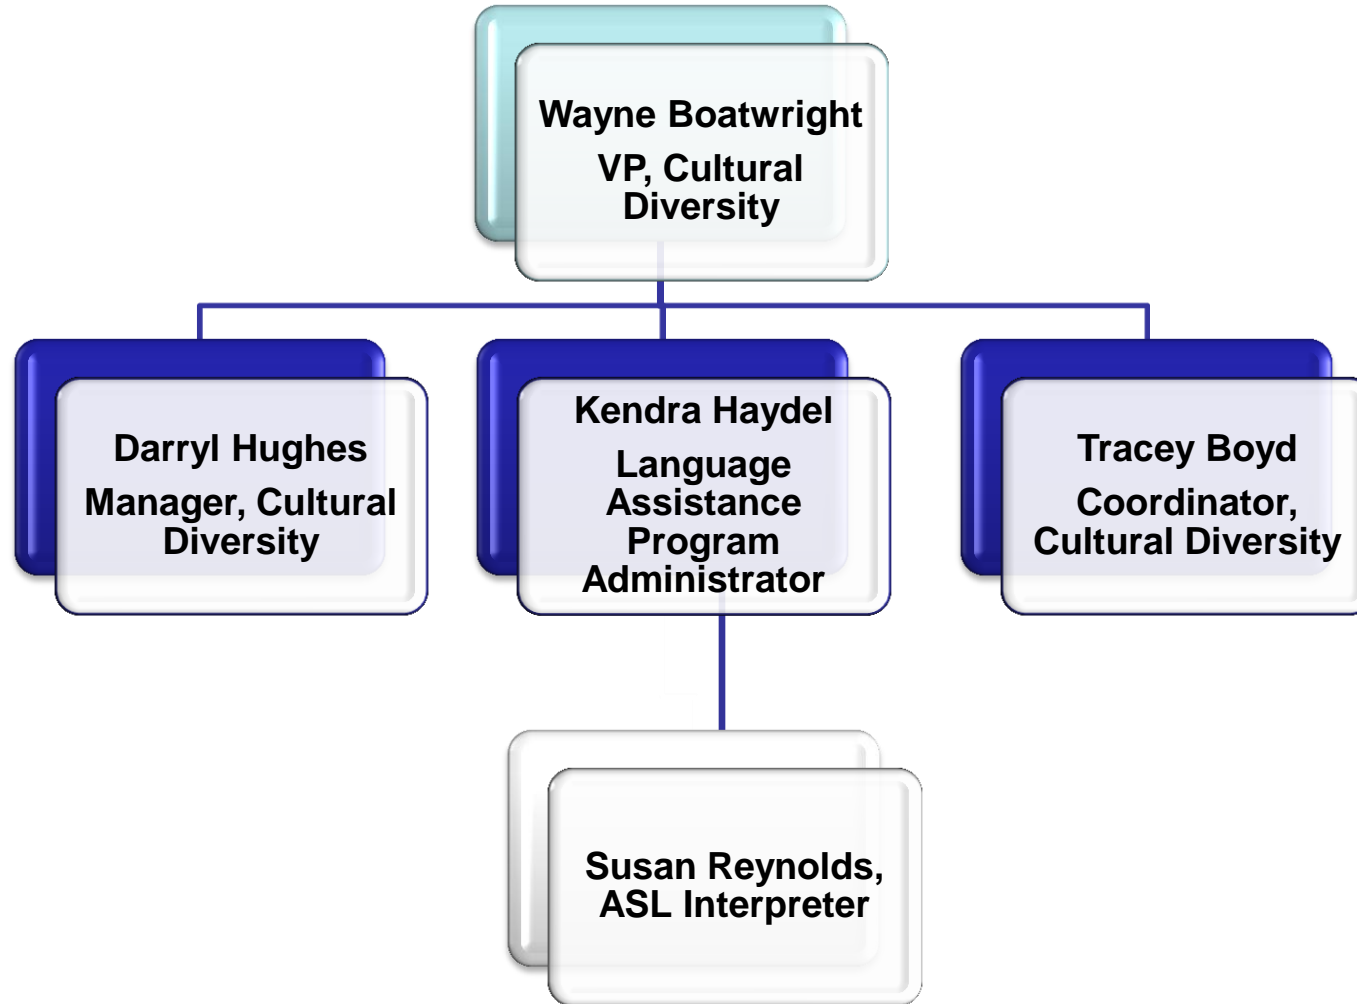 Wayne Boatwright
VP, Cultural
Diversity
Darryl Hughes
Manager, Cultural
Diversity
Kendra Haydel
Language
Assistance
Program
Administrator
Tracey Boyd
Coordinator,
Cultural Diversity
Susan Reynolds,
ASL Interpreter